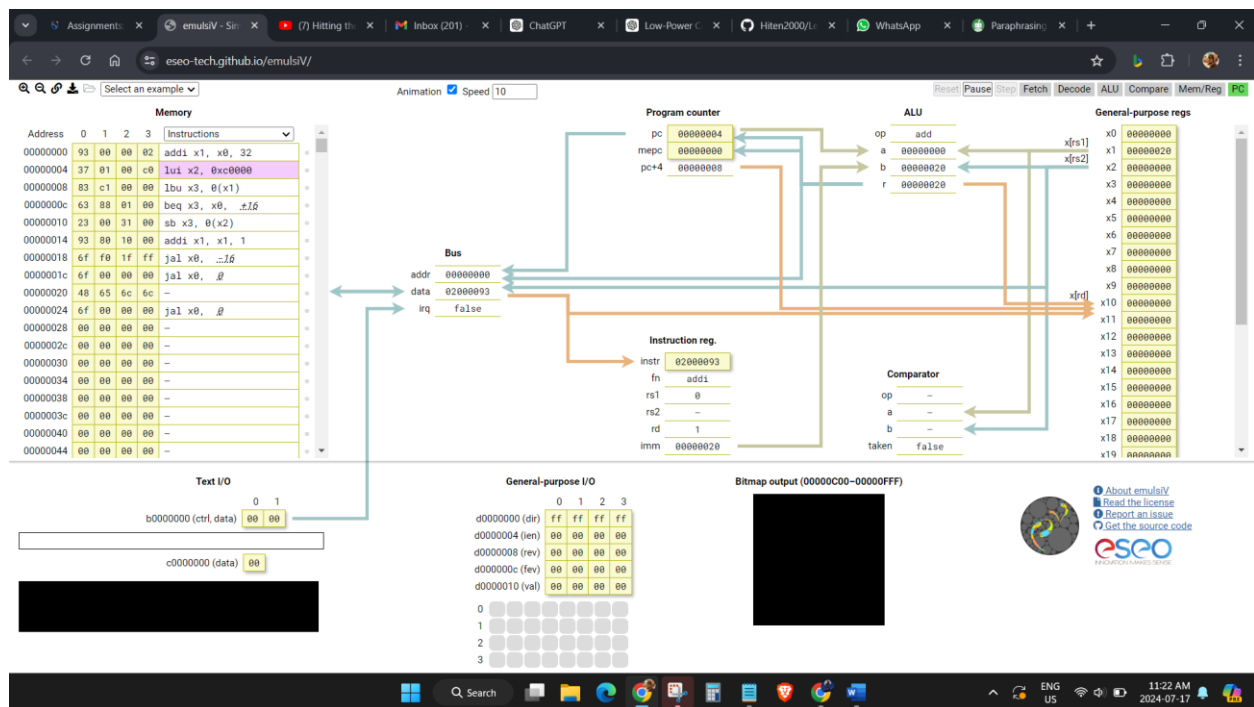 Assignments: emulsiV - Sin (7) Hitting the Inbox (201) - ChatGPT Low-Power C Hiten2000/Le WhatsApp Paraphrasing
eseo-tech.github.io/emulsiV/
Select an example Animation Speed 10 Reset Pause Step Fetch Decode ALU Compare Mem/Reg PC
Memory
Address 0 1 2 3 Instructions
00000000 93 00 00 02 addi x1, x0, 32
00000004 37 01 00 c0 lui x2, 0xc0000
00000008 83 c1 00 00 lbu x3, 0(x1)
0000000c 63 88 01 00 beq x3, x0, +16
00000010 23 00 31 00 sb x3, 0(x2)
00000014 93 80 10 00 addi x1, x1, 1
00000018 6f f0 1f ff jal x0, -16
0000001c 6f 00 00 00 jal x0, 0
00000020 48 65 6c 6c –
00000024 6f 00 00 00 jal x0, 0
00000028 00 00 00 00 –
0000002c 00 00 00 00 –
00000030 00 00 00 00 –
00000034 00 00 00 00 –
00000038 00 00 00 00 –
0000003c 00 00 00 00 –
00000040 00 00 00 00 –
00000044 00 00 00 00 –
Bus
addr 00000000
data 02000093
irq false
Program counter
pc 00000004
mepc 00000000
pc+4 00000008
Instruction reg.
instr 02000093
fn addi
rs1 0
rs2 –
rd 1
imm 00000020
ALU
op add
a 00000000
b 00000020
r 00000020
Comparator
op –
a –
b –
taken false
General-purpose regs
x[rs1]
x[rs2]
x[rd]
x0 00000000
x1 00000020
x2 00000000
x3 00000000
x4 00000000
x5 00000000
x6 00000000
x7 00000000
x8 00000000
x9 00000000
x10 00000000
x11 00000000
x12 00000000
x13 00000000
x14 00000000
x15 00000000
x16 00000000
x17 00000000
x18 00000000
x19 00000000
Text I/O
0 1
b0000000 (ctrl, data) 00 00
c0000000 (data) 00
General-purpose I/O
0 1 2 3
d0000000 (dir) ff ff ff ff
d0000004 (ien) 00 00 00 00
d0000008 (rev) 00 00 00 00
d000000c (fev) 00 00 00 00
d0000010 (val) 00 00 00 00
0
1
2
3
Bitmap output (00000C00–00000FFF)
About emulsiV
Read the license
Report an issue
Get the source code
eseo
INNOVATION MAKES SENSE
Search
ENG
US
11:22 AM
2024-07-17